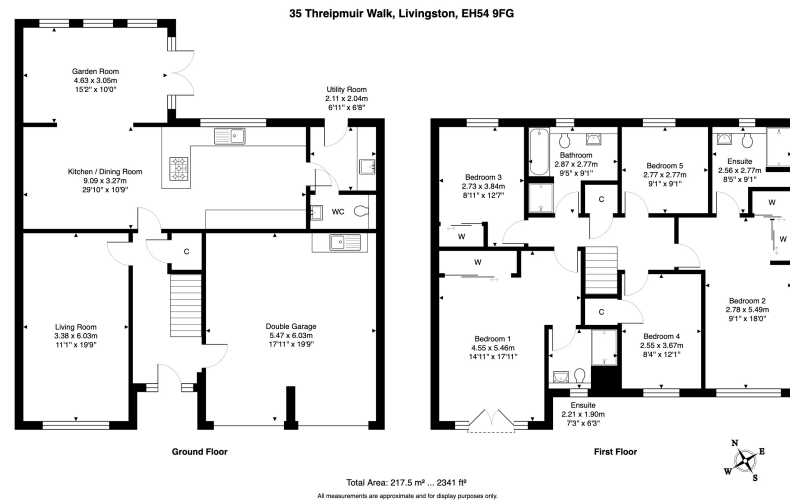 35 Threipmuir Walk, Livingston, EH54 9FG
Garden Room
4.63 x 3.05m
15'2" x 10'0"
Utility Room
2.11 x 2.04m
6'11" x 6'8"
Kitchen / Dining Room
9.09 x 3.27m
29'10" x 10'9"
WC
C
Living Room
3.38 x 6.03m
11'1" x 19'9"
Double Garage
5.47 x 6.03m
17'11" x 19'9"
Ground Floor
Bedroom 3
2.73 x 3.84m
8'11" x 12'7"
W
Bathroom
2.87 x 2.77m
9'5" x 9'1"
C
Bedroom 5
2.77 x 2.77m
9'1" x 9'1"
Ensuite
2.56 x 2.77m
8'5" x 9'1"
W
W
W
Bedroom 1
4.55 x 5.46m
14'11" x 17'11"
C
Bedroom 4
2.55 x 3.67m
8'4" x 12'1"
Bedroom 2
2.78 x 5.49m
9'1" x 18'0"
Ensuite
2.21 x 1.90m
7'3" x 6'3"
First Floor
N
E
W
S
Total Area: 217.5 m² ... 2341 ft²
All measurements are approximate and for display purposes only.